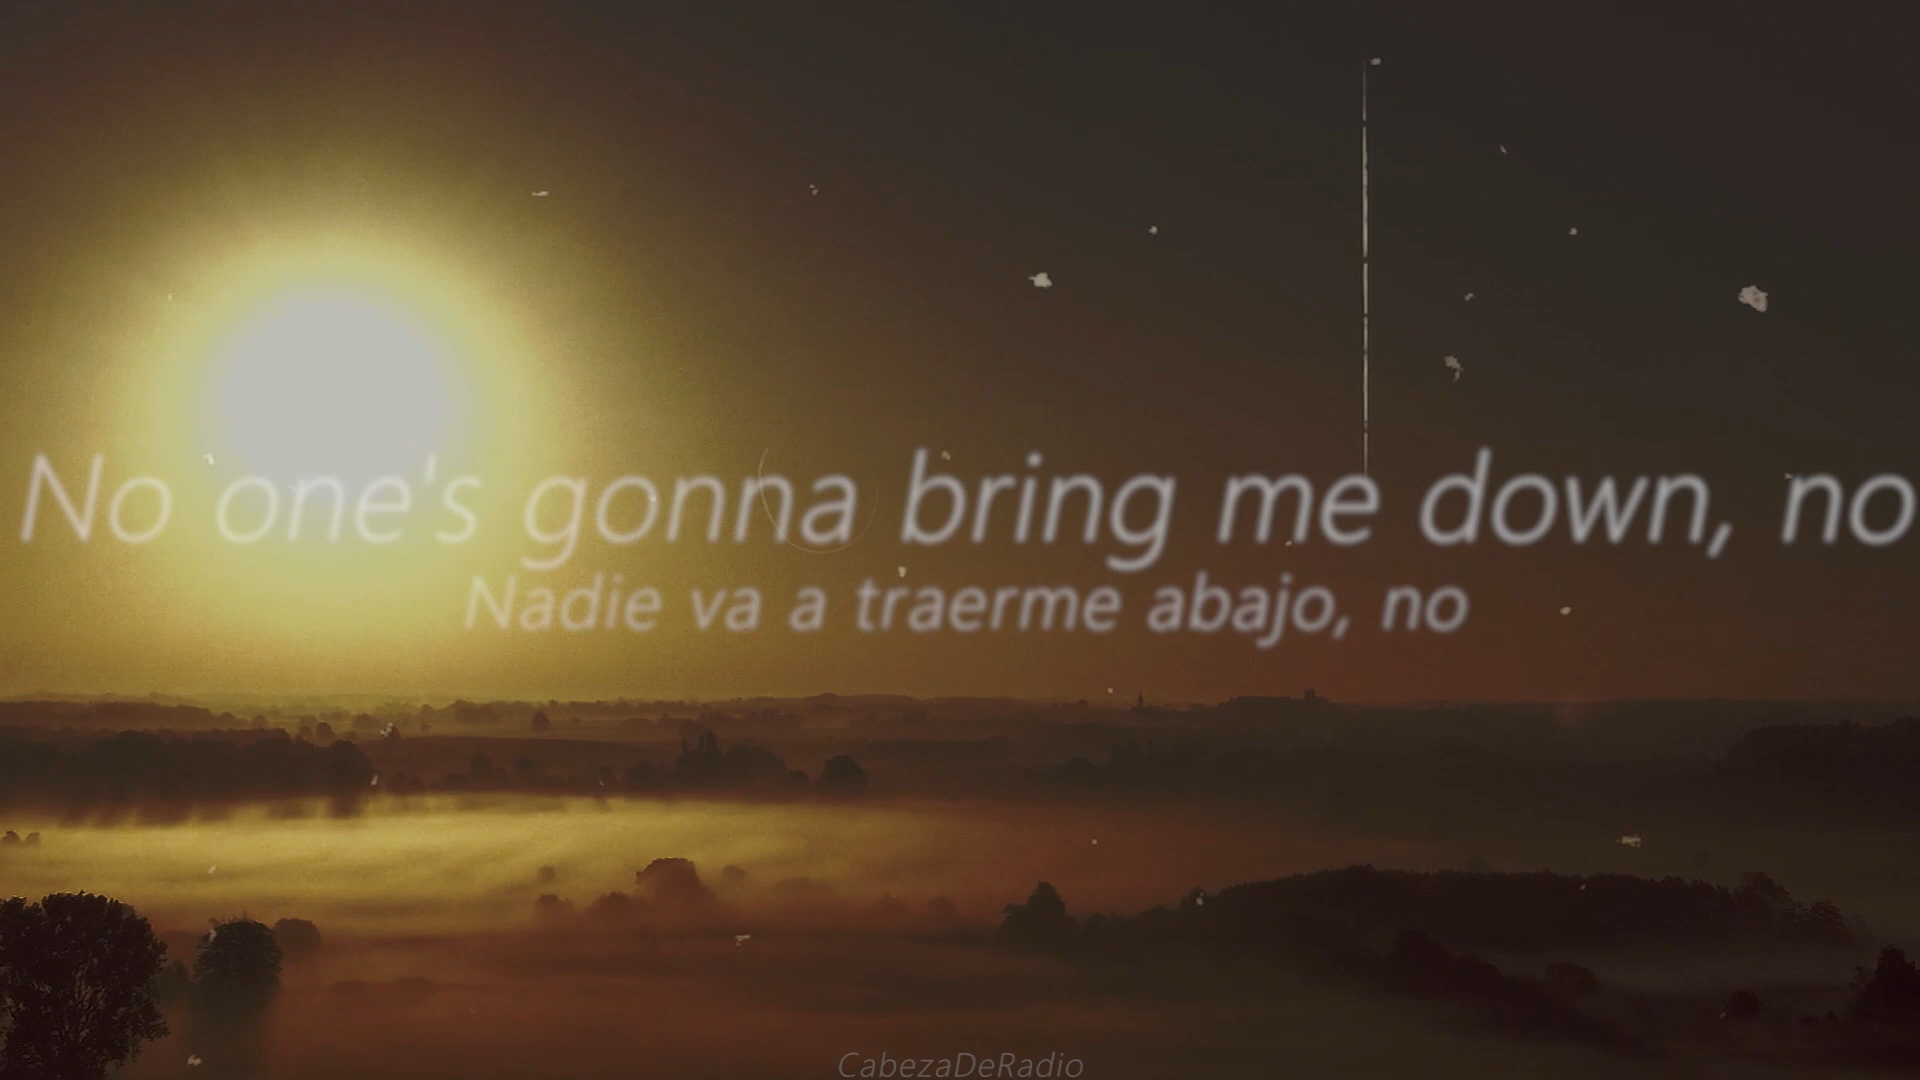 No one's gonna bring me down, no
Nadie va a traerme abajo, no
CabezaDeRadio